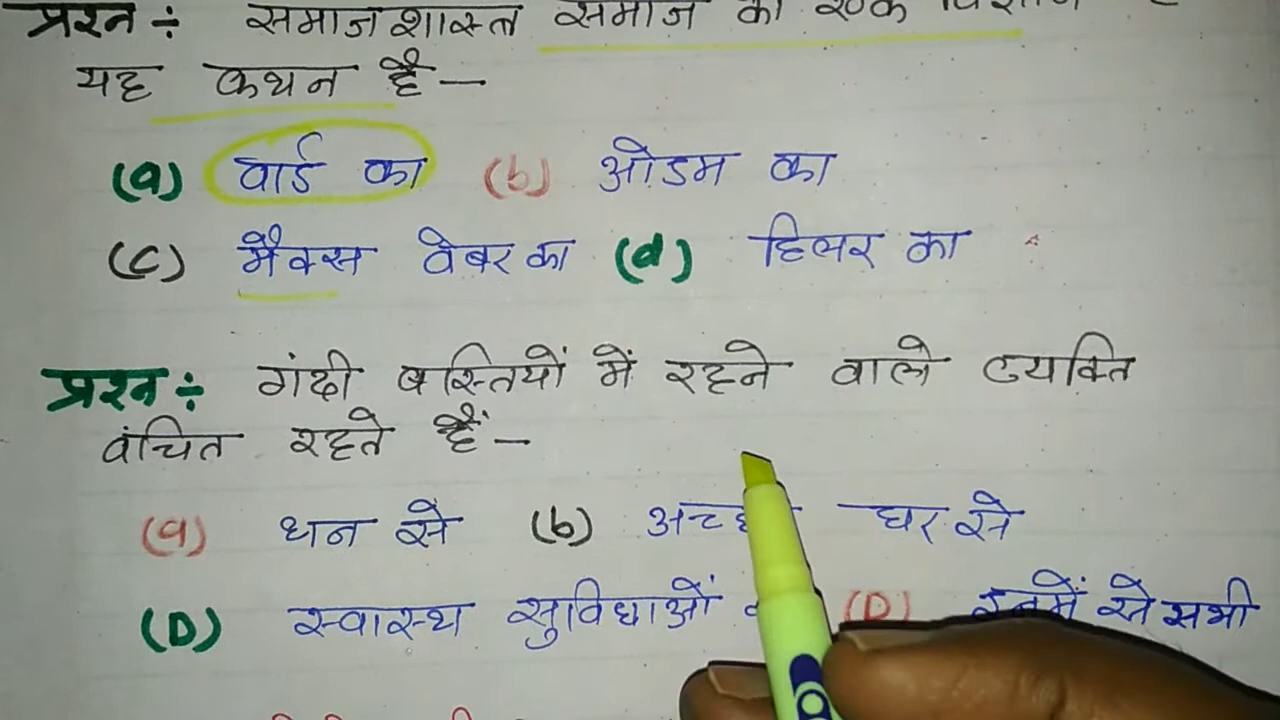 प्रश्न ÷ समाजशास्त्र समाज का एक विज्ञान है
यह कथन है –
(a) वार्ड का (b) ओडम का
(c) मैक्स वेबर का (d) हिलर का
प्रश्न ÷ गंदी बस्तियों में रहने वाले व्यक्ति
वंचित रहते हैं –
(a) धन से (b) अच्छे घर से
(D) स्वास्थ सुविधाओं (D) इनमें से सभी